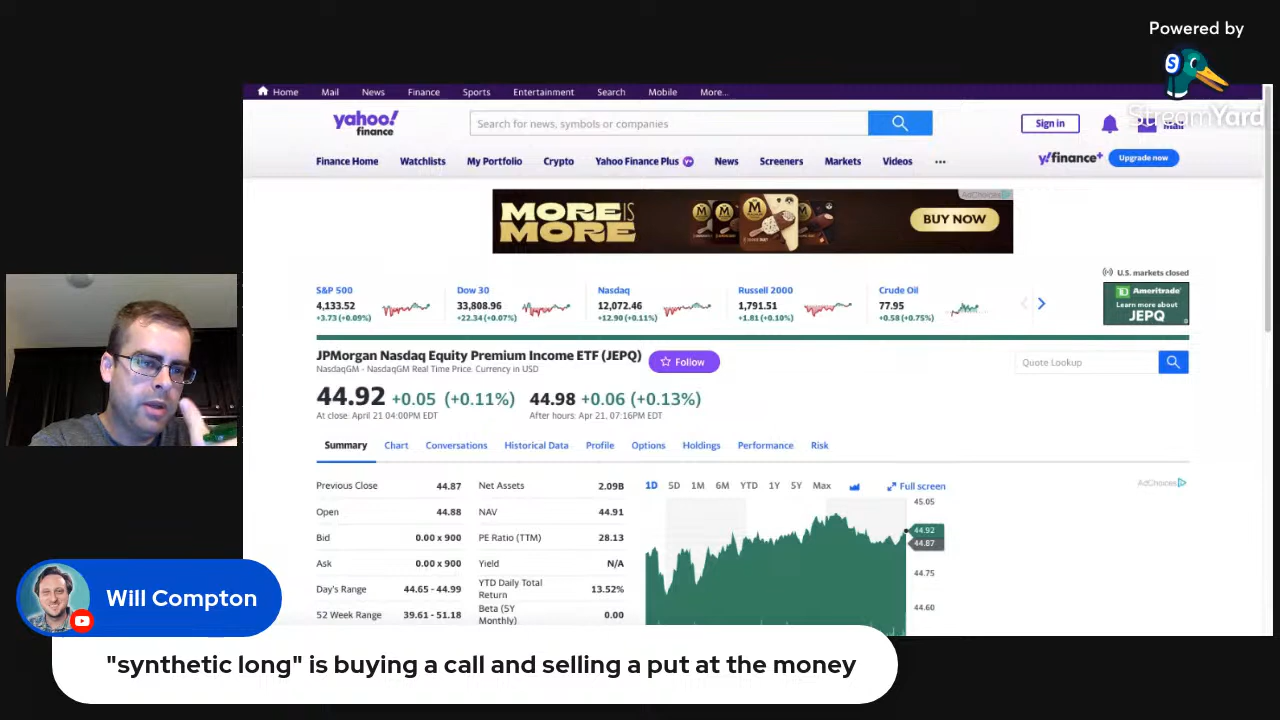 Powered by
StreamYard
Home Mail News Finance Sports Entertainment Search Mobile More...
yahoo!
finance
Search for news, symbols or companies
Sign in
Mail
Finance Home Watchlists My Portfolio Crypto Yahoo Finance Plus News Screeners Markets Videos ...
y!finance+ Upgrade now
AdChoices
MORE IS
MORE
BUY NOW
U.S. markets closed
S&P 500 Dow 30 Nasdaq Russell 2000 Crude Oil
4,133.52 33,808.96 12,072.46 1,791.51 77.95
+3.73 (+0.09%) +22.34 (+0.07%) +12.90 (+0.11%) +1.81 (+0.10%) +0.58 (+0.75%)
Ameritrade
Learn more about
JEPQ
JPMorgan Nasdaq Equity Premium Income ETF (JEPQ) Follow
Quote Lookup
NasdaqGM - NasdaqGM Real Time Price. Currency in USD
44.92 +0.05 (+0.11%) 44.98 +0.06 (+0.13%)
At close: April 21 04:00PM EDT After hours: Apr 21, 07:16PM EDT
Summary Chart Conversations Historical Data Profile Options Holdings Performance Risk
Previous Close 44.87 Net Assets 2.09B
1D 5D 1M 6M YTD 1Y 5Y Max Full screen
AdChoices
Open 44.88 NAV 44.91
Bid 0.00 x 900 PE Ratio (TTM) 28.13
Ask 0.00 x 900 Yield N/A
Day's Range 44.65 - 44.99 YTD Daily Total Return 13.52%
52 Week Range 39.61 - 51.18 Beta (5Y Monthly) 0.00
45.05
44.92
44.87
44.75
44.60
Will Compton
"synthetic long" is buying a call and selling a put at the money